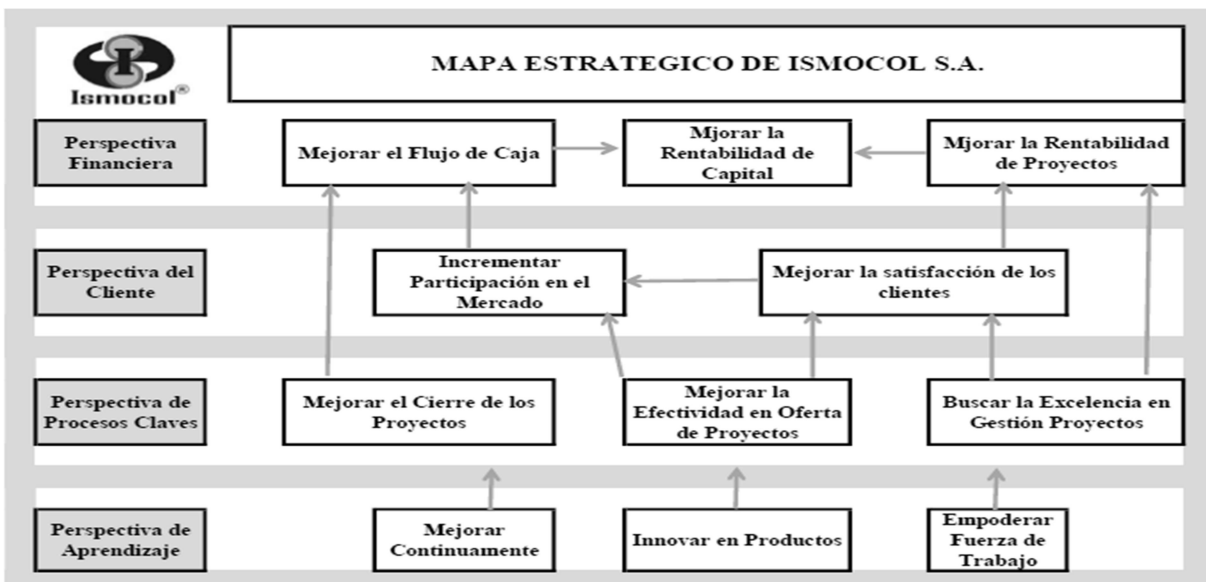 MAPA ESTRATEGICO DE ISMOCOL S.A.
I
Ismocol®
Perspectiva
Financiera
Mejorar el Flujo de Caja
Mjorar la
Rentabilidad de
Capital
Mjorar la Rentabilidad
de Proyectos
Perspectiva del
Cliente
Incrementar
Participación en el
Mercado
Mejorar la satisfacción de los
clientes
Perspectiva de
Procesos Claves
Mejorar el Cierre de los
Proyectos
Mejorar la
Efectividad en Oferta
de Proyectos
Buscar la Excelencia en
Gestión Proyectos
Perspectiva de
Aprendizaje
Mejorar
Continuamente
Innovar en Productos
Empoderar
Fuerza de
Trabajo